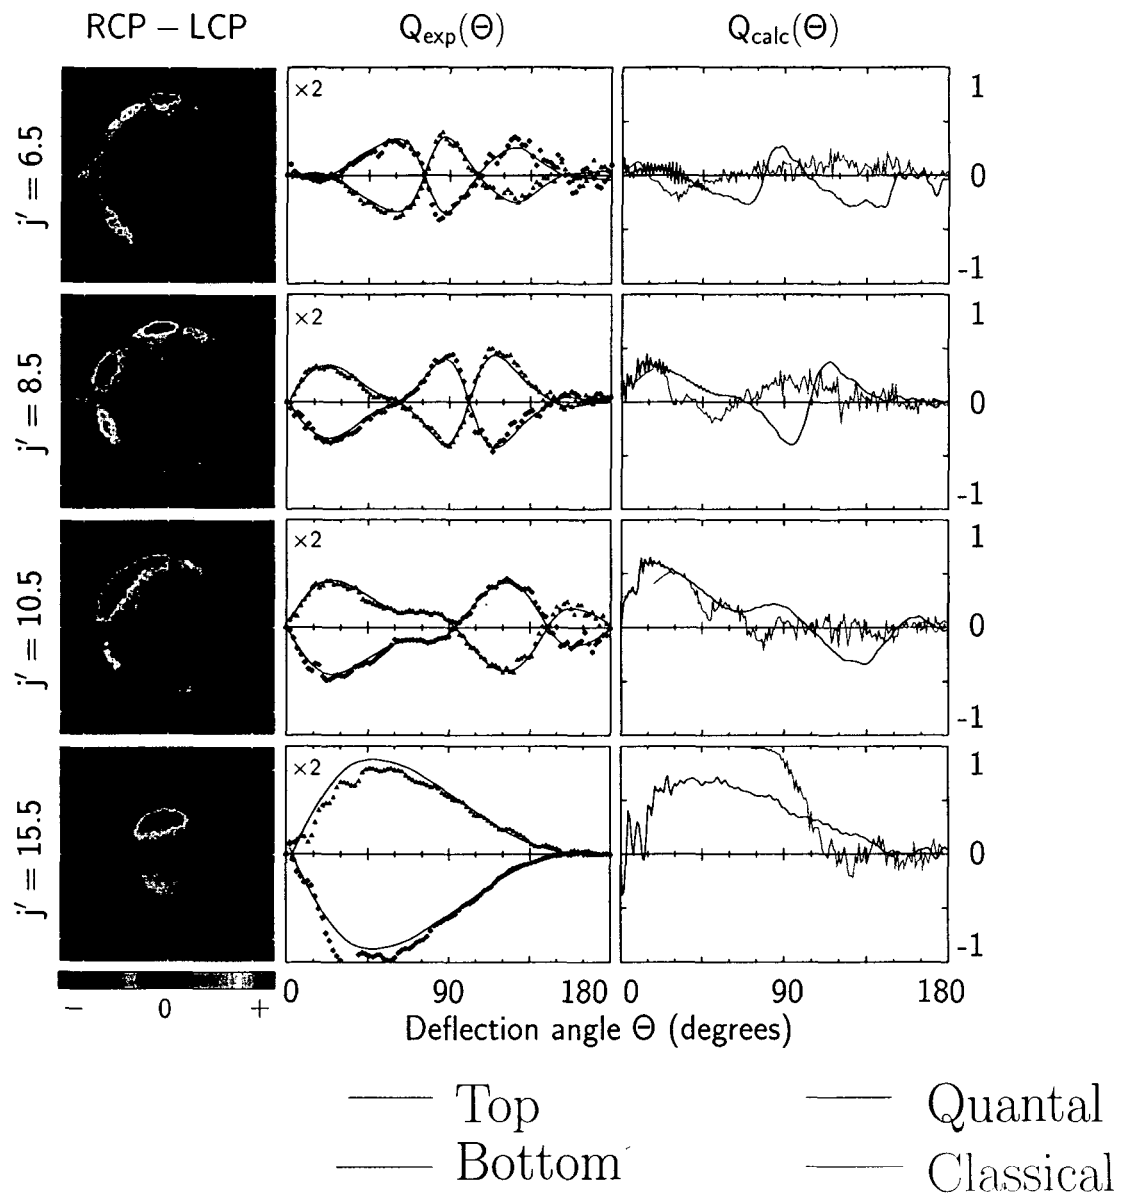 RCP – LCP Q_exp(Θ) Q_calc(Θ)
j′ = 6.5 ×2 1
0
-1
j′ = 8.5 ×2 1
0
-1
j′ = 10.5 ×2 1
0
-1
j′ = 15.5 ×2 1
0
-1
– 0 + 0 90 180 0 90 180
Deflection angle Θ (degrees)
Top Quantal
Bottom Classical